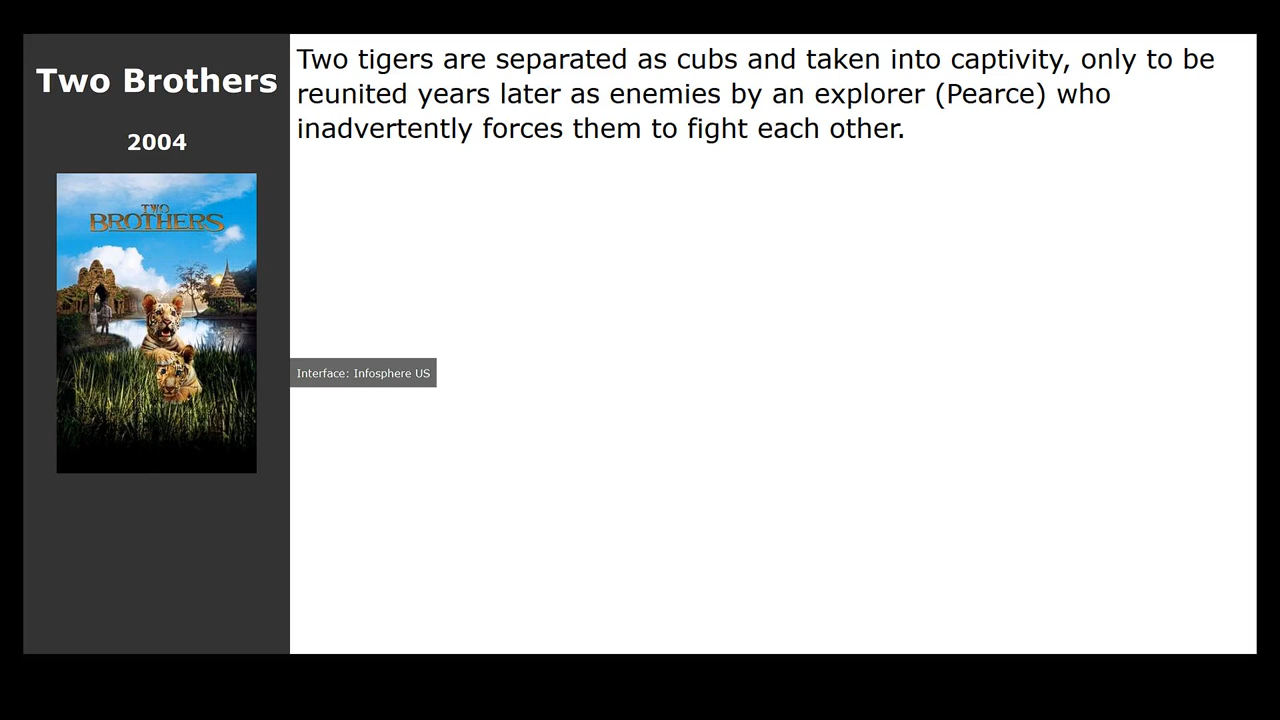 Two Brothers
2004
TWO
BROTHERS
Two tigers are separated as cubs and taken into captivity, only to be
reunited years later as enemies by an explorer (Pearce) who
inadvertently forces them to fight each other.
Interface: Infosphere US